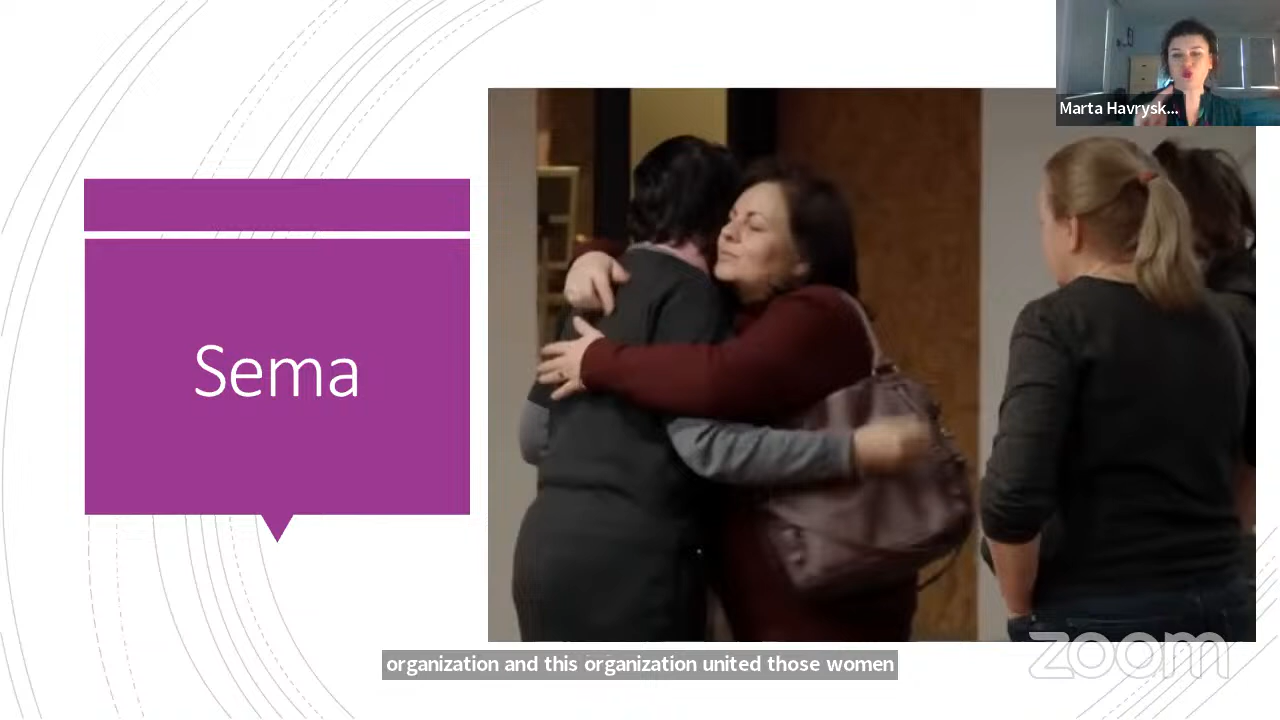 Marta Havrysk...
Sema
organization and this organization united those women
zoom